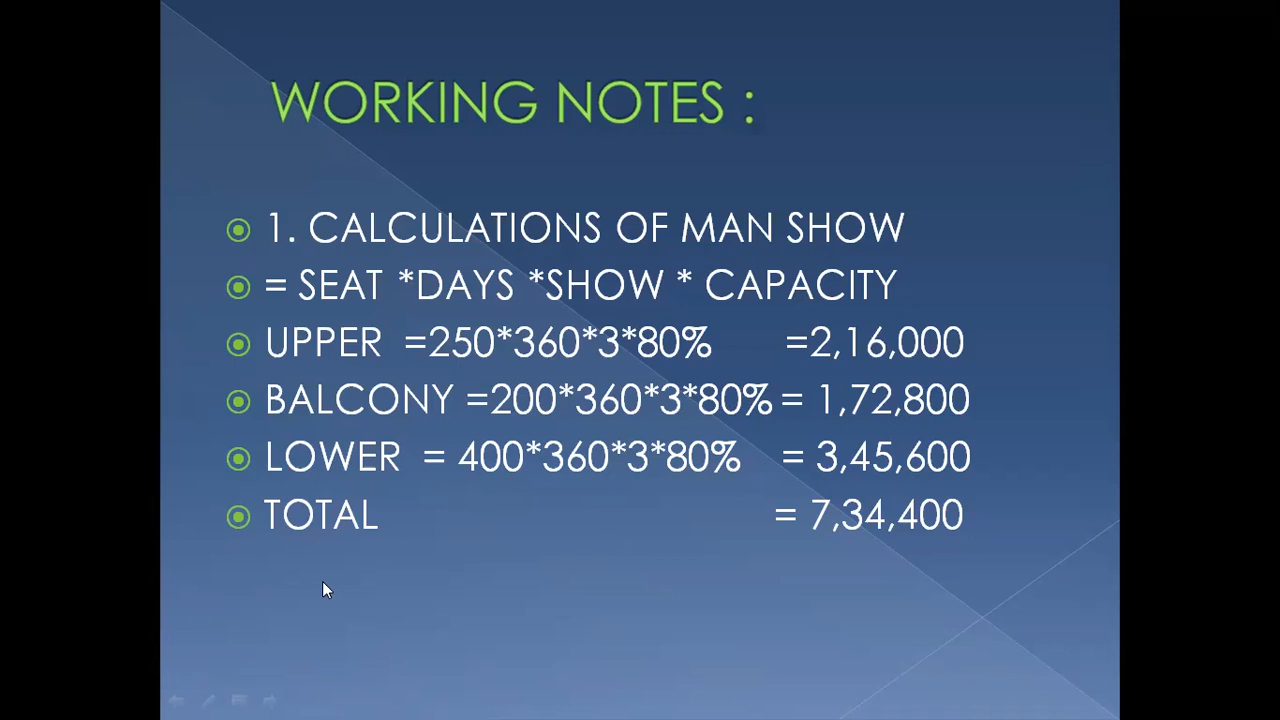 WORKING NOTES :
1. CALCULATIONS OF MAN SHOW
= SEAT *DAYS *SHOW * CAPACITY
UPPER =250*360*3*80% =2,16,000
BALCONY =200*360*3*80% = 1,72,800
LOWER = 400*360*3*80% = 3,45,600
TOTAL = 7,34,400